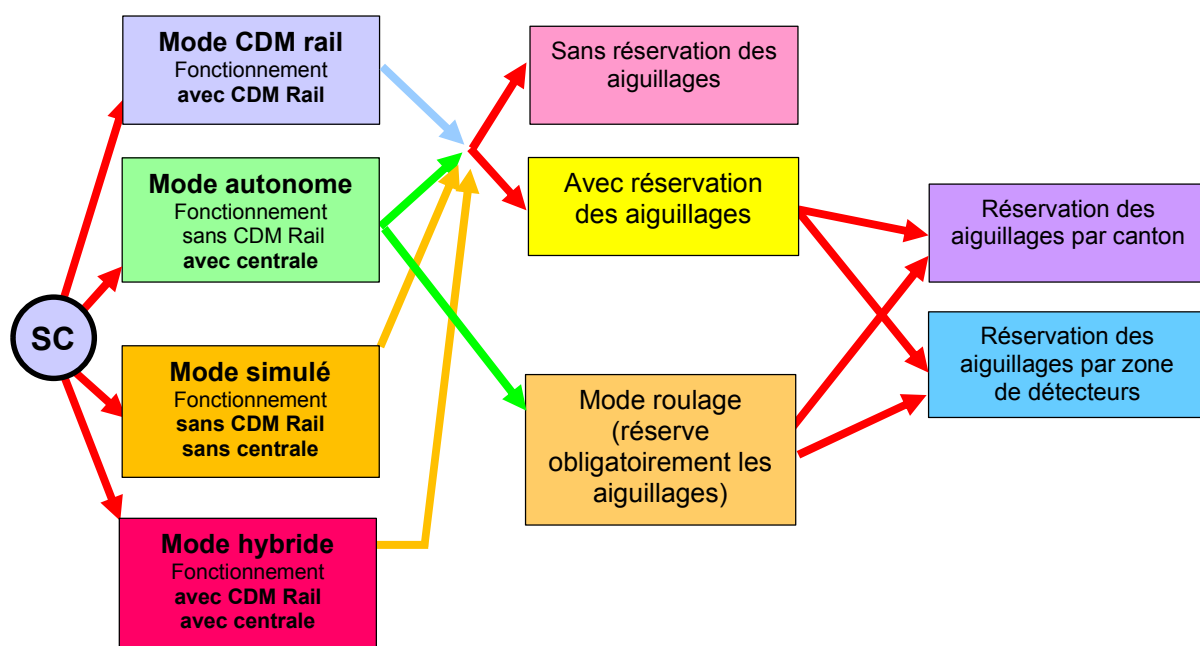 Mode CDM rail
Fonctionnement
avec CDM Rail
Sans réservation des
aiguillages
Mode autonome
Fonctionnement
sans CDM Rail
avec centrale
Avec réservation
des aiguillages
Réservation des
aiguillages par canton
SC
Mode simulé
Fonctionnement
sans CDM Rail
sans centrale
Réservation des
aiguillages par zone
de détecteurs
Mode roulage
(réserve
obligatoirement les
aiguillages)
Mode hybride
Fonctionnement
avec CDM Rail
avec centrale